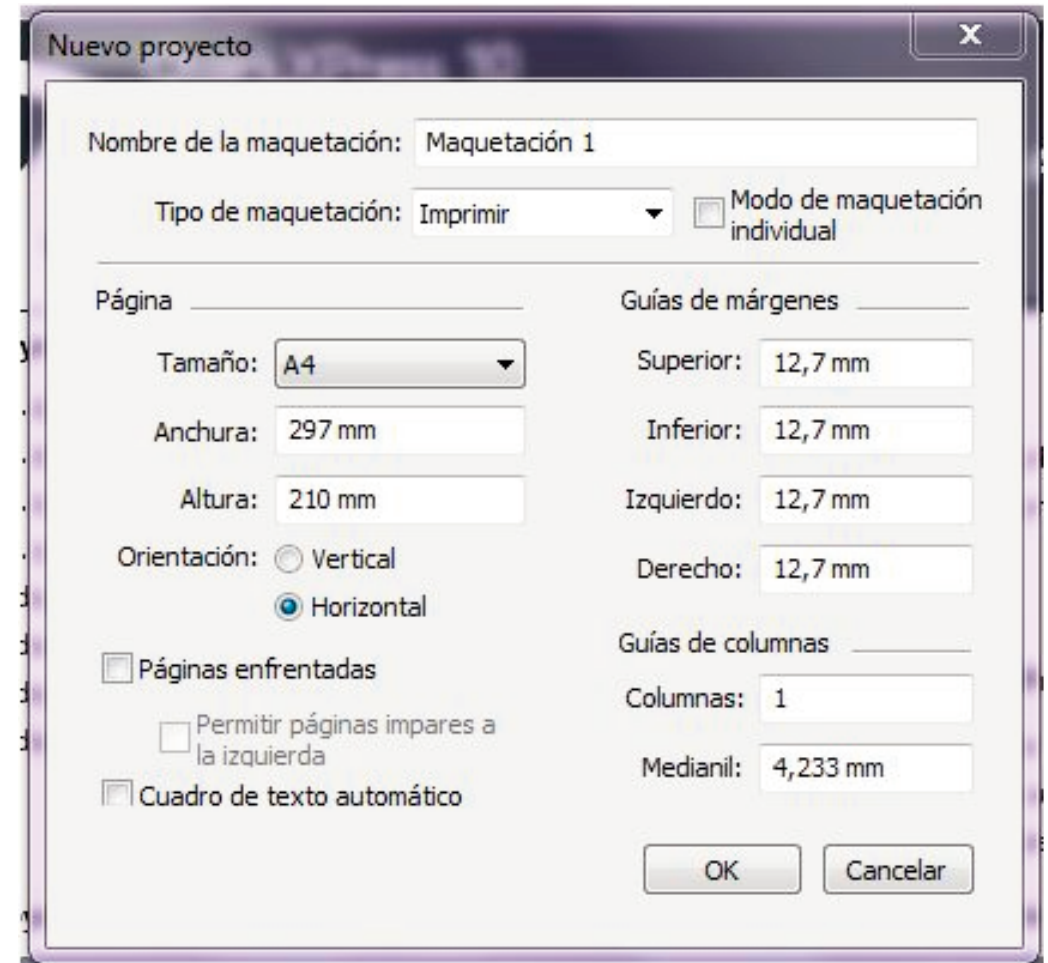 Nuevo proyecto
Nombre de la maquetación: Maquetación 1
Tipo de maquetación: Imprimir
Modo de maquetación
individual
Página
Tamaño: A4
Anchura: 297 mm
Altura: 210 mm
Orientación: Vertical
Horizontal
Páginas enfrentadas
Permitir páginas impares a
la izquierda
Cuadro de texto automático
Guías de márgenes
Superior: 12,7 mm
Inferior: 12,7 mm
Izquierdo: 12,7 mm
Derecho: 12,7 mm
Guías de columnas
Columnas: 1
Medianil: 4,233 mm
OK
Cancelar